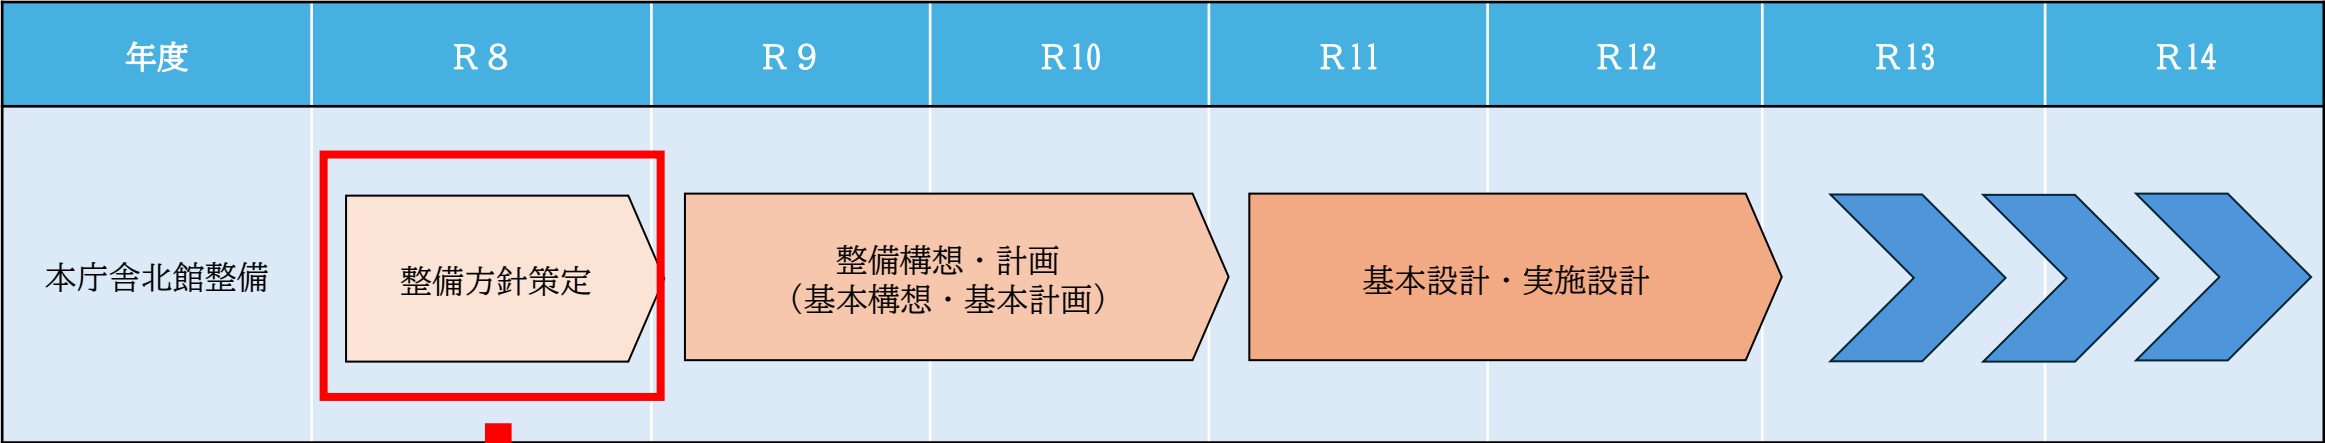 年度
R 8
R 9
R10
R11
R12
R13
R14
本庁舎北館整備
整備方針策定
整備構想・計画
（基本構想・基本計画）
基本設計・実施設計